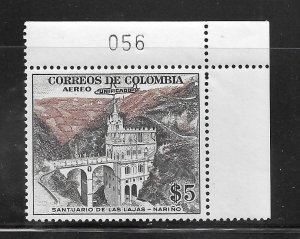 056
CORREOS DE COLOMBIA
AEREO UNIFICADO
$5
SANTUARIO DE LAS LAJAS - NARIÑO